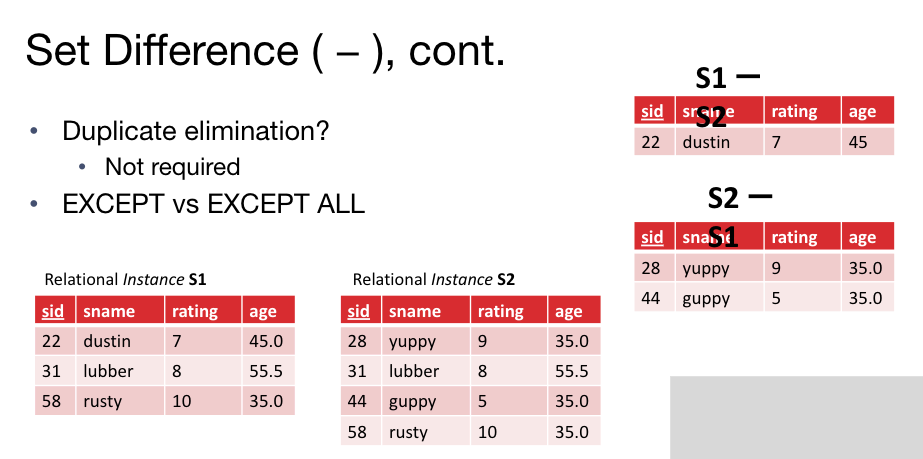 Set Difference ( – ), cont.
• Duplicate elimination?
• Not required
• EXCEPT vs EXCEPT ALL
Relational Instance S1
sid sname rating age
22 dustin 7 45.0
31 lubber 8 55.5
58 rusty 10 35.0
Relational Instance S2
sid sname rating age
28 yuppy 9 35.0
31 lubber 8 55.5
44 guppy 5 35.0
58 rusty 10 35.0
S1 —
S2
sid sname rating age
22 dustin 7 45
S2 —
S1
sid sname rating age
28 yuppy 9 35.0
44 guppy 5 35.0